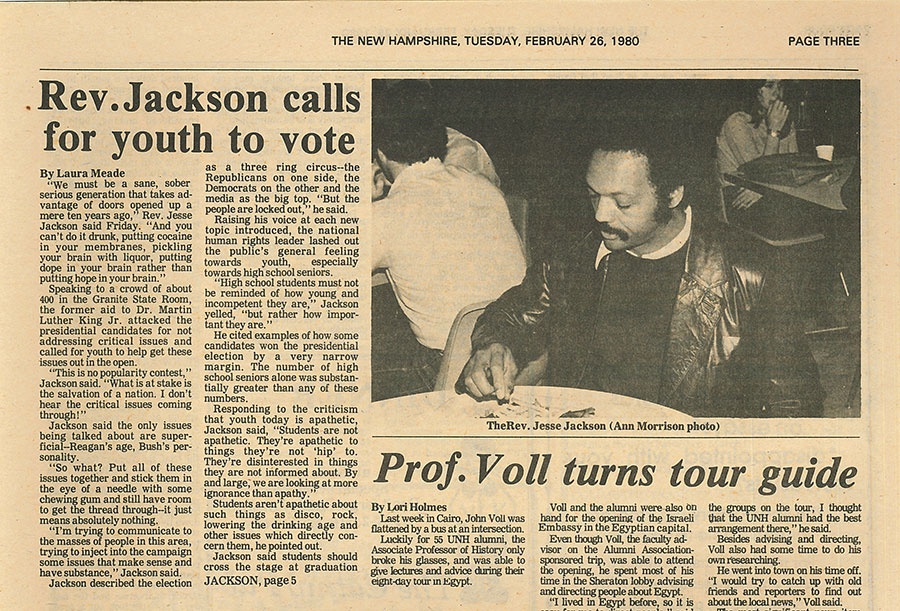 THE NEW HAMPSHIRE, TUESDAY, FEBRUARY 26, 1980
PAGE THREE
Rev. Jackson calls
for youth to vote
By Laura Meade
"We must be a sane, sober
serious generation that takes ad-
vantage of doors opened up a
mere ten years ago," Rev. Jesse
Jackson said Friday. "And you
can't do it drunk, putting cocaine
in your membranes, pickling
your brain with liquor, putting
dope in your brain rather than
putting hope in your brain."
Speaking to a crowd of about
400 in the Granite State Room,
the former aid to Dr. Martin
Luther King Jr. attacked the
presidential candidates for not
addressing critical issues and
called for youth to help get these
issues out in the open.
"This is no popularity contest,"
Jackson said. "What is at stake is
the salvation of a nation. I don't
hear the critical issues coming
through!"
Jackson said the only issues
being talked about are super-
ficial--Reagan's age, Bush's per-
sonality.
"So what? Put all of these
issues together and stick them in
the eye of a needle with some
chewing gum and still have room
to get the thread through--it just
means absolutely nothing.
"I'm trying to communicate to
the masses of people in this area,
trying to inject into the campaign
some issues that make sense and
have substance," Jackson said.
Jackson described the election
as a three ring circus--the
Republicans on one side, the
Democrats on the other and the
media as the big top. "But the
people are locked out," he said.
Raising his voice at each new
topic introduced, the national
human rights leader lashed out
the public's general feeling
towards youth, especially
towards high school seniors.
"High school students must not
be reminded of how young and
incompetent they are," Jackson
yelled, "but rather how impor-
tant they are."
He cited examples of how some
candidates won the presidential
election by a very narrow
margin. The number of high
school seniors alone was substan-
tially greater than any of these
numbers.
Responding to the criticism
that youth today is apathetic,
Jackson said, "Students are not
apathetic. They're apathetic to
things they're not 'hip' to.
They're disinterested in things
they are not informed about. By
and large, we are looking at more
ignorance than apathy."
Students aren't apathetic about
such things as disco, rock,
lowering the drinking age and
other issues which directly con-
cern them, he pointed out.
Jackson said students should
cross the stage at graduation
JACKSON, page 5
TheRev. Jesse Jackson (Ann Morrison photo)
Prof. Voll turns tour guide
By Lori Holmes
Last week in Cairo, John Voll was
flattened by a bus at an intersection.
Luckily for 55 UNH alumni, the
Associate Professor of History only
broke his glasses, and was able to
give lectures and advice during their
eight-day tour in Egypt.
Voll and the alumni were also on
hand for the opening of the Israeli
Embassy in the Egyptian capital.
Even though Voll, the faculty ad-
visor on the Alumni Association-
sponsored trip, was able to attend
the opening, he spent most of his
time in the Sheraton lobby advising
and directing people about Egypt.
"I lived in Egypt before, so it is
the groups on the tour, I thought
that the UNH alumni had the best
arrangement there," he said.
Besides advising and directing,
Voll also had some time to do his
own researching.
He went into town on his time off.
"I would try to catch up with old
friends and reporters to find out
about the local news," Voll said.